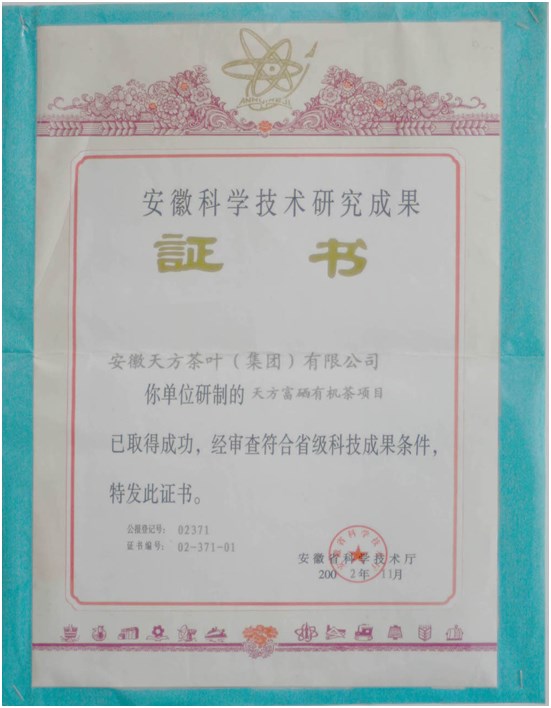 安徽科学技术研究成果
証书
安徽天方茶叶（集团）有限公司
你单位研制的 天方富硒有机茶项目
已取得成功，经审查符合省级科技成果条件，
特发此证书。
公报登记号： 02371
证书编号： 02-371-01
安徽省科学技术厅
2002年11月